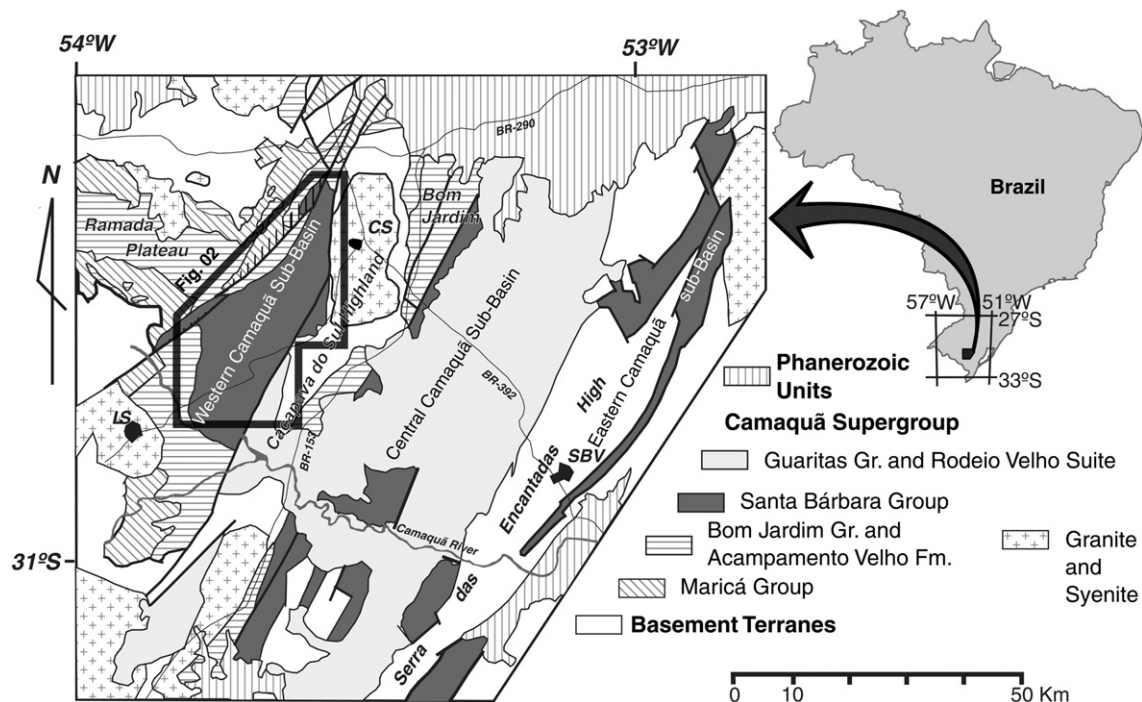 54ºW
53ºW
N
BR-290
Bom
Jardim
Ramada
Plateau
CS
Fig. 02
Western Camaquã Sub-Basin
Caçapava do Sul Highland
Central Camaquã Sub-Basin
sub-Basin
Eastern Camaquã
High
Encantadas
das
Serra
BR-392
BR-153
LS
SBV
Camaquã River
31ºS
Brazil
57ºW
51ºW
27ºS
33ºS
Phanerozoic
Units
Camaquã Supergroup
Guaritas Gr. and Rodeio Velho Suite
Santa Bárbara Group
Bom Jardim Gr. and
Acampamento Velho Fm.
Maricá Group
Basement Terranes
Granite
and
Syenite
0 10 50 Km